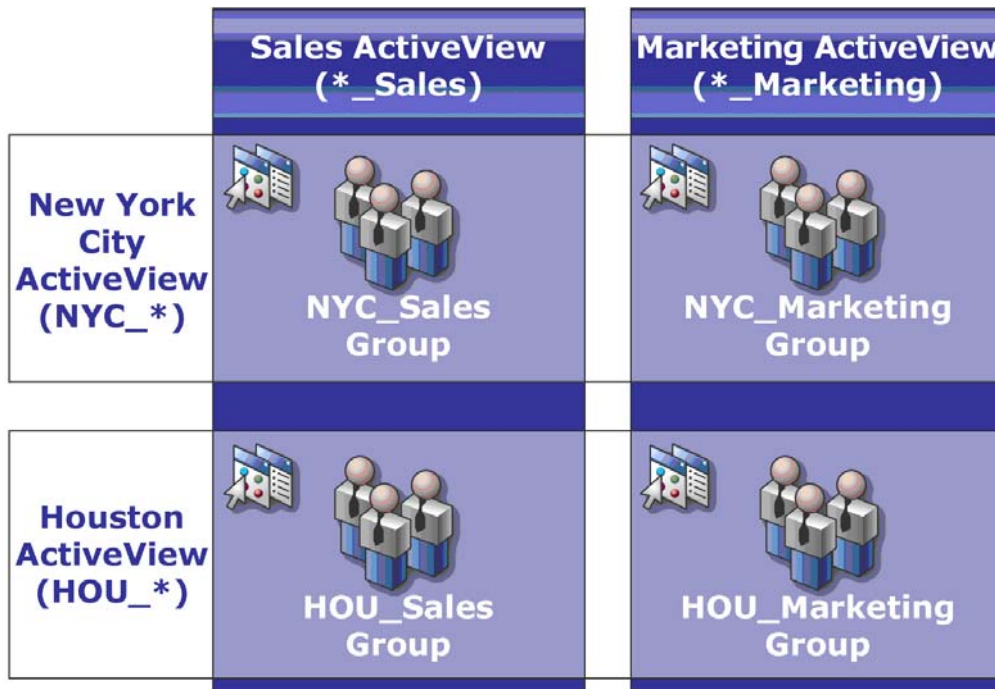 Sales ActiveView
(*_Sales)
Marketing ActiveView
(*_Marketing)
New York
City
ActiveView
(NYC_*)
NYC_Sales
Group
NYC_Marketing
Group
Houston
ActiveView
(HOU_*)
HOU_Sales
Group
HOU_Marketing
Group